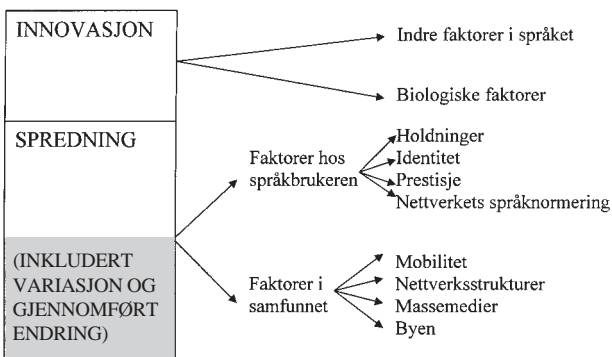 INNOVASJON
Indre faktorer i språket
Biologiske faktorer
SPREDNING
Faktorer hos
språkbrukeren
Holdninger
Identitet
Prestisje
Nettverkets språknormering
(INKLUDERT
VARIASJON OG
GJENNOMFØRT
ENDRING)
Faktorer i
samfunnet
Mobilitet
Nettverksstrukturer
Massemedier
Byen